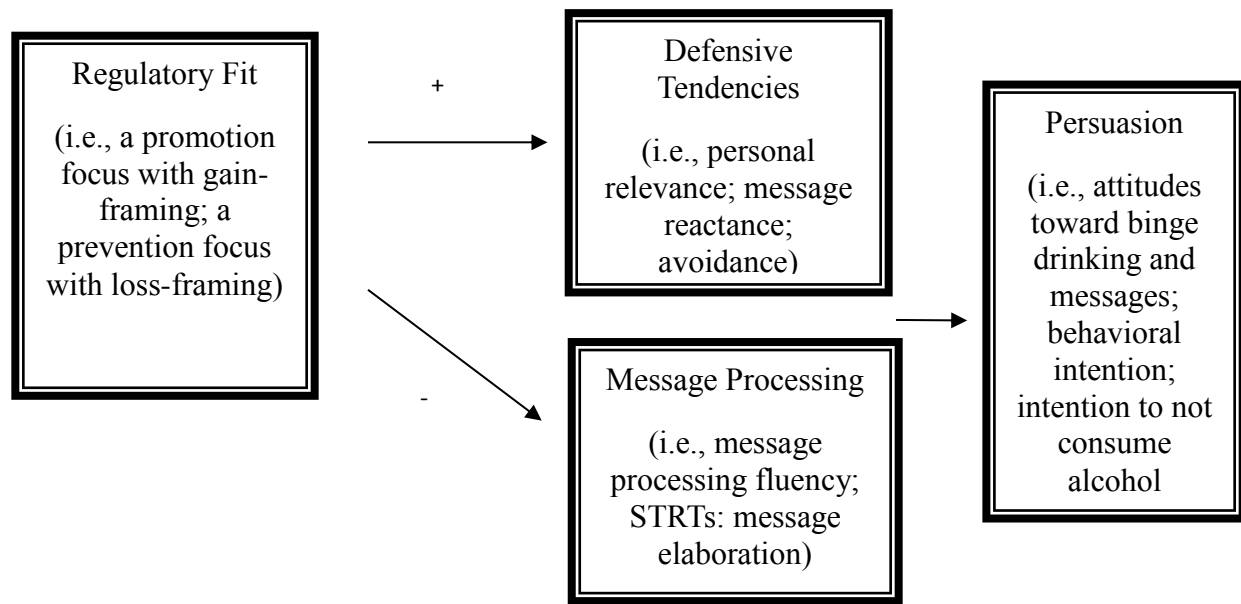 Regulatory Fit
(i.e., a promotion
focus with gain-
framing; a
prevention focus
with loss-framing)
+
-
Defensive
Tendencies
(i.e., personal
relevance; message
reactance;
avoidance)
Message Processing
(i.e., message
processing fluency;
STRTs: message
elaboration)
Persuasion
(i.e., attitudes
toward binge
drinking and
messages;
behavioral
intention;
intention to not
consume
alcohol